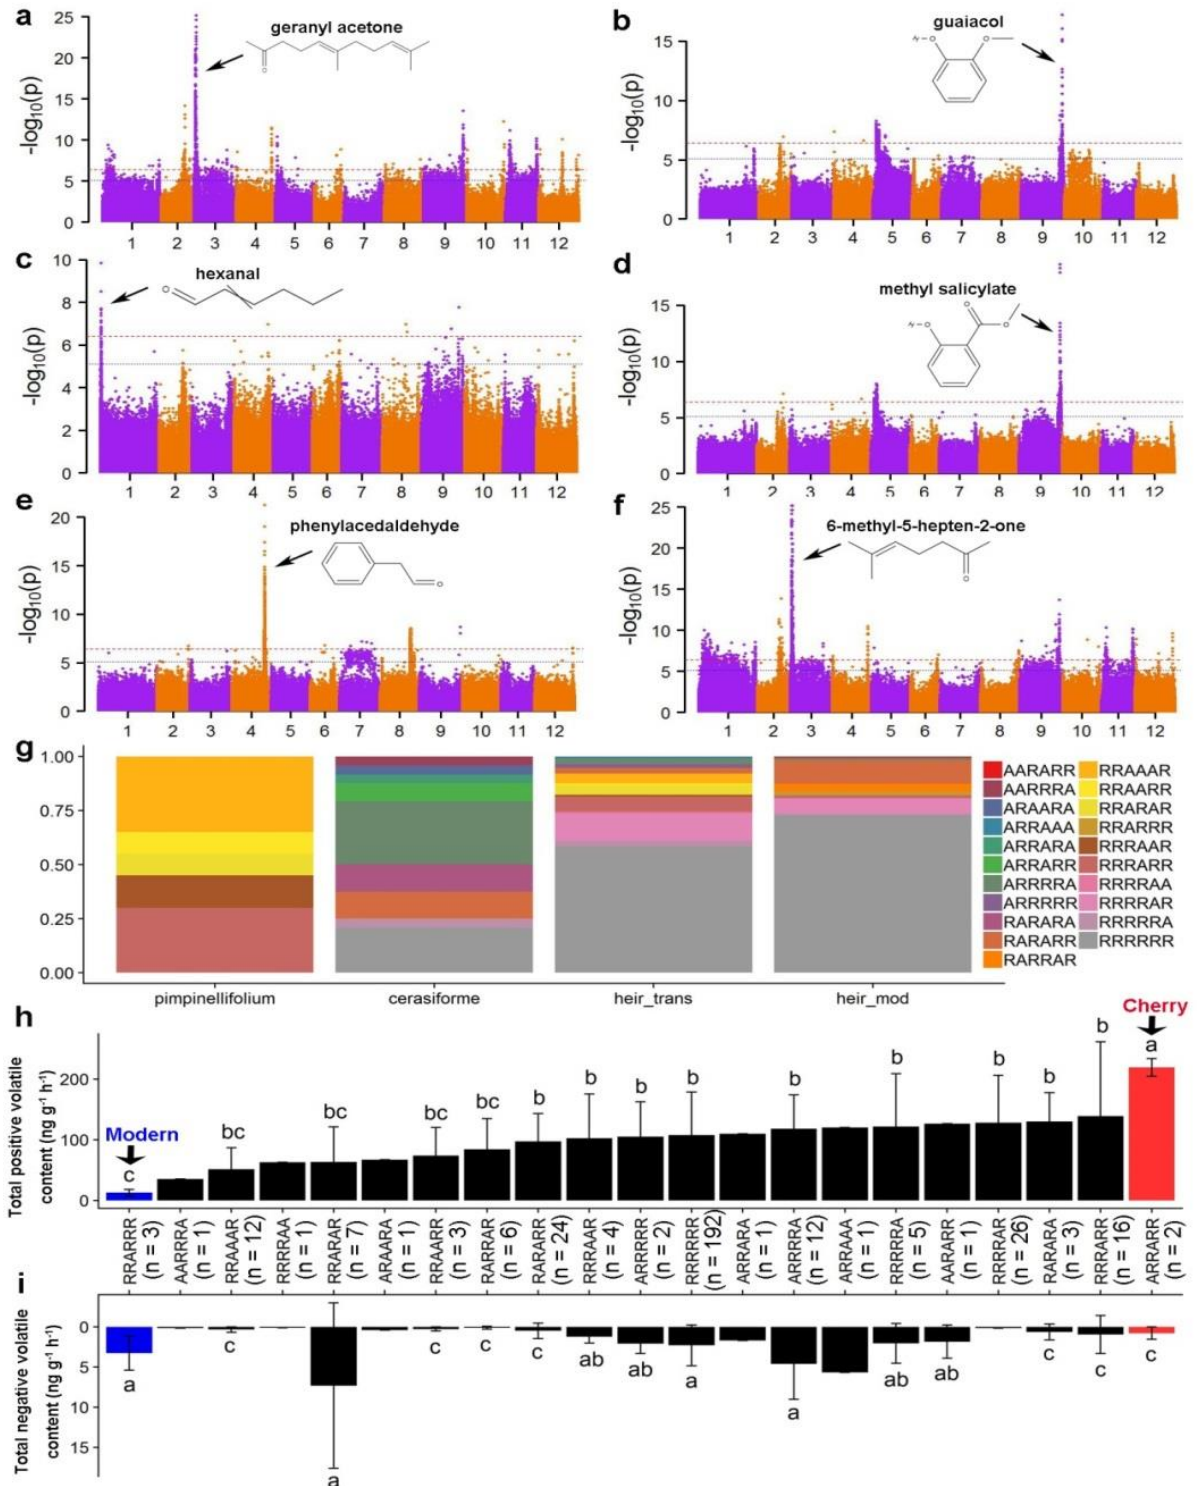 a
geranyl acetone
-log10(p)
25
20
15
10
5
0
1 2 3 4 5 6 7 8 9 10 11 12
b
guaiacol
-log10(p)
15
10
5
0
1 2 3 4 5 6 7 8 9 10 11 12
c
hexanal
-log10(p)
10
8
6
4
2
0
1 2 3 4 5 6 7 8 9 10 11 12
d
methyl salicylate
-log10(p)
15
10
5
0
1 2 3 4 5 6 7 8 9 10 11 12
e
phenylacedaldehyde
-log10(p)
20
15
10
5
0
1 2 3 4 5 6 7 8 9 10 11 12
f
6-methyl-5-hepten-2-one
-log10(p)
25
20
15
10
5
0
1 2 3 4 5 6 7 8 9 10 11 12
g
1.00
0.75
0.50
0.25
0.00
pimpinellifolium cerasiforme heir_trans heir_mod
AARARR RRAAAR
AARRRA RRAARR
ARAARA RRARAR
ARRAAA RRARRR
ARRARA RRRAAR
ARRARR RRRARR
ARRRRA RRRRAA
ARRRRR RRRRAR
RARARA RRRRRA
RARARR RRRRRR
RARRAR
h
Total positive volatile
content (ng g-1 h-1)
200
100
0
Modern
Cherry
c bc bc bc bc b b b b b b b b b a
RRARRR
(n = 3)
AARRRA
(n = 1)
RRAAAR
(n = 12)
RRRRAA
(n = 1)
RRARAR
(n = 7)
ARAARA
(n = 1)
RRAARR
(n = 3)
RARRAR
(n = 6)
RARARR
(n = 24)
RRRAAR
(n = 4)
ARRRRR
(n = 2)
RRRRRR
(n = 192)
ARRARA
(n = 1)
ARRRRA
(n = 12)
ARRAAA
(n = 1)
RRRRRA
(n = 5)
AARARR
(n = 1)
RRRRAR
(n = 26)
RARARA
(n = 3)
RRRARR
(n = 16)
ARRARR
(n = 2)
i
Total negative volatile
content (ng g-1 h-1)
0
5
10
15
a c a c c c ab ab a a ab ab c c c